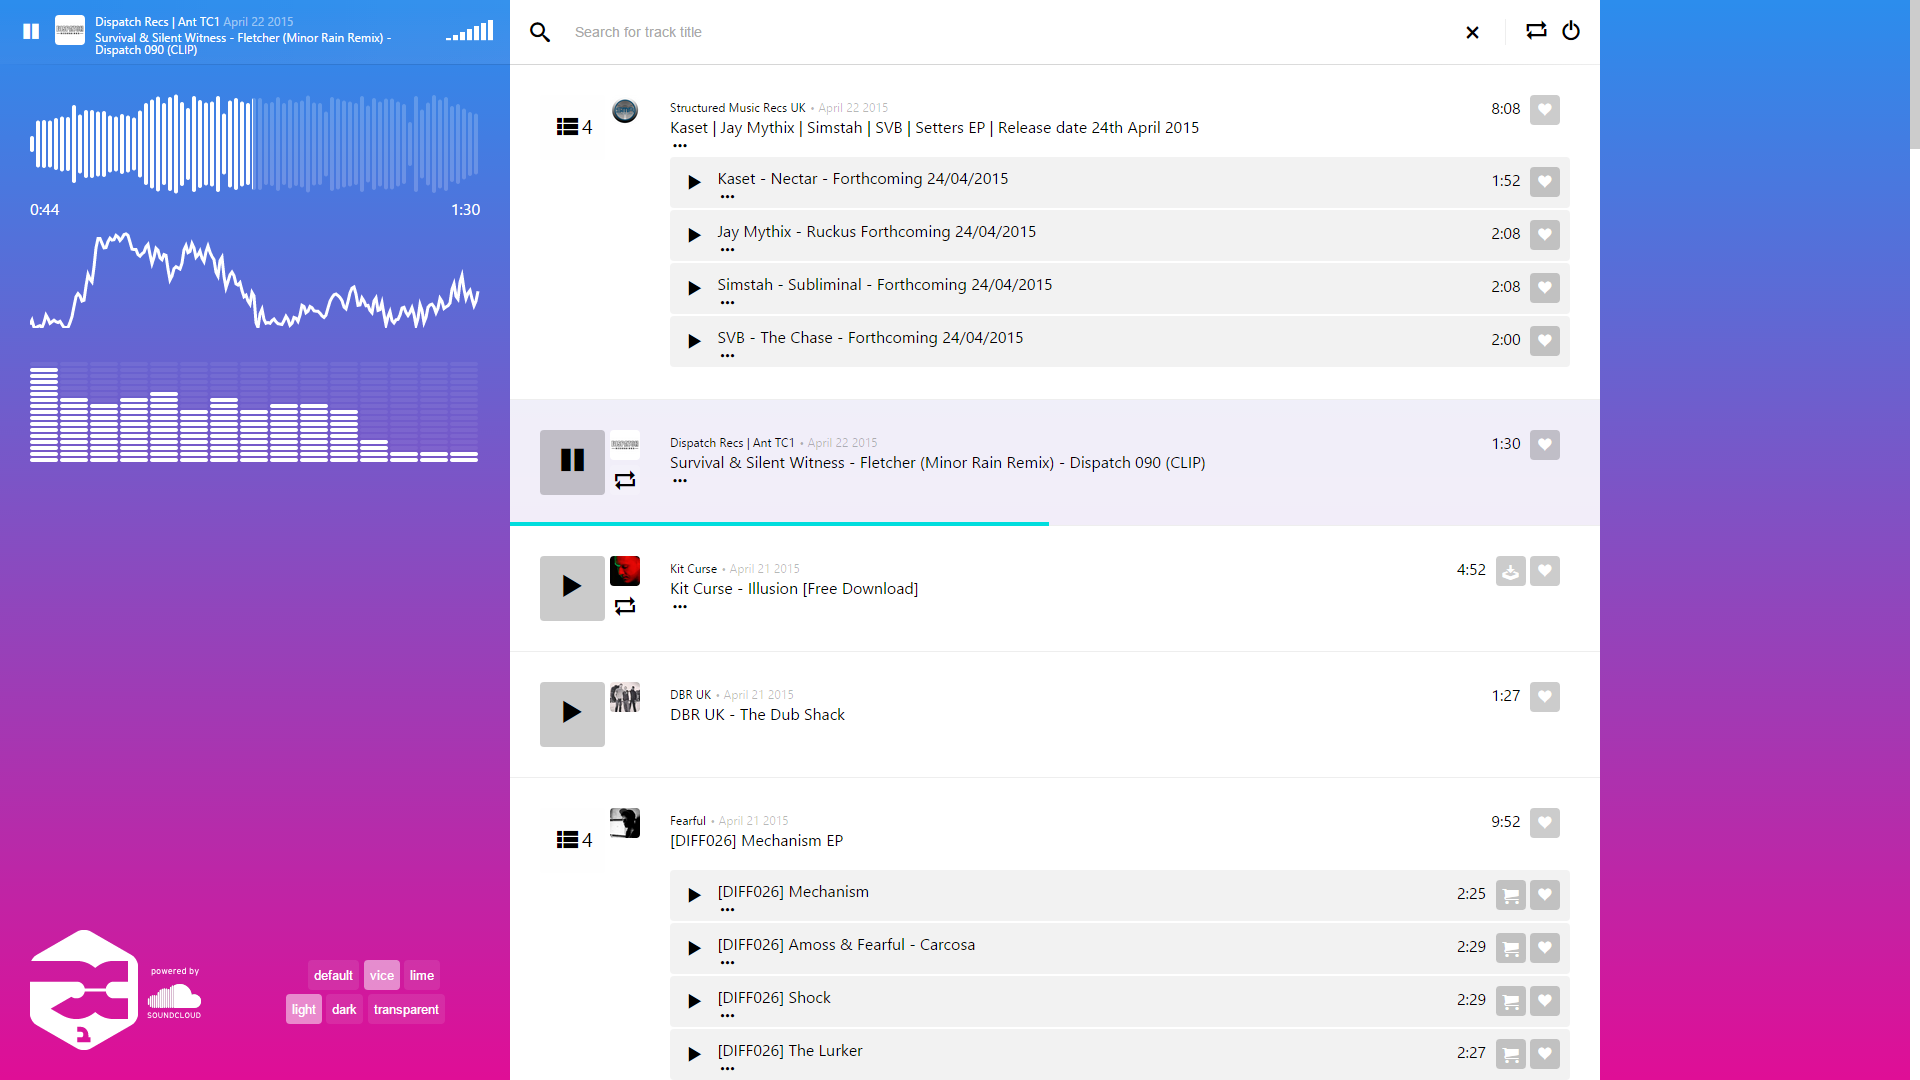 Dispatch Recs | Ant TC1 April 22 2015
Survival & Silent Witness - Fletcher (Minor Rain Remix) -
Dispatch 090 (CLIP)
0:44
1:30
powered by
SOUNDCLOUD
default
vice
lime
light
dark
transparent
Search for track title
4
Structured Music Recs UK • April 22 2015
Kaset | Jay Mythix | Simstah | SVB | Setters EP | Release date 24th April 2015
8:08
Kaset - Nectar - Forthcoming 24/04/2015
1:52
Jay Mythix - Ruckus Forthcoming 24/04/2015
2:08
Simstah - Subliminal - Forthcoming 24/04/2015
2:08
SVB - The Chase - Forthcoming 24/04/2015
2:00
Dispatch Recs | Ant TC1 • April 22 2015
Survival & Silent Witness - Fletcher (Minor Rain Remix) - Dispatch 090 (CLIP)
1:30
Kit Curse • April 21 2015
Kit Curse - Illusion [Free Download]
4:52
DBR UK • April 21 2015
DBR UK - The Dub Shack
1:27
4
Fearful • April 21 2015
[DIFF026] Mechanism EP
9:52
[DIFF026] Mechanism
2:25
[DIFF026] Amoss & Fearful - Carcosa
2:29
[DIFF026] Shock
2:29
[DIFF026] The Lurker
2:27